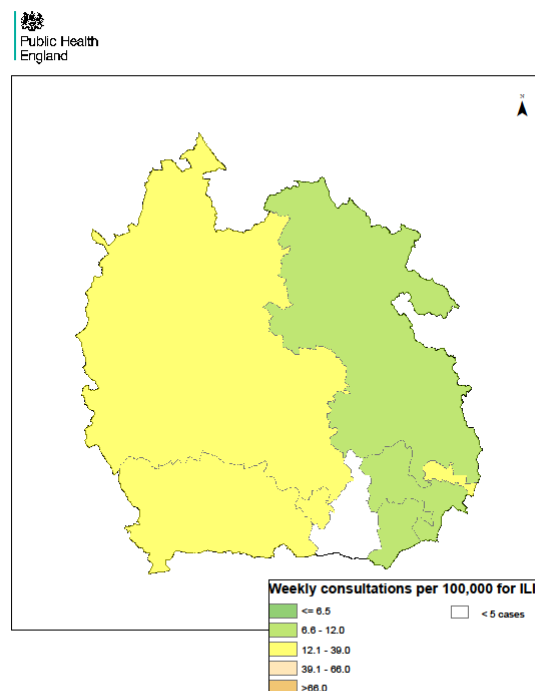 Public Health
England
N
Weekly consultations per 100,000 for ILI
<= 6.5
< 5 cases
6.6 - 12.0
12.1 - 39.0
39.1 - 66.0
>66.0